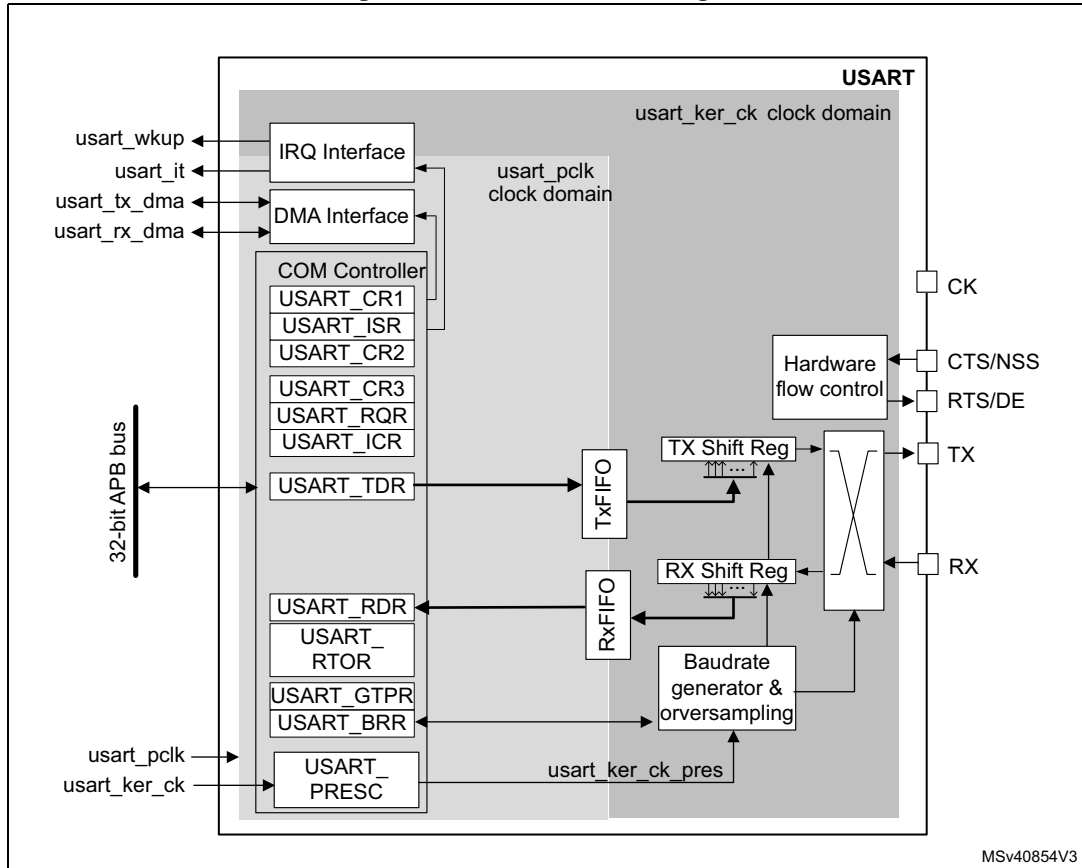 USART
usart_ker_ck clock domain
usart_wkup
IRQ Interface
usart_it
usart_pclk
clock domain
usart_tx_dma
DMA Interface
usart_rx_dma
COM Controller
USART_CR1
USART_ISR
USART_CR2
USART_CR3
USART_RQR
USART_ICR
USART_TDR
32-bit APB bus
TxFIFO
TX Shift Reg
...
Hardware
flow control
CK
CTS/NSS
RTS/DE
TX
RX
RX Shift Reg
...
RxFIFO
USART_RDR
USART_
RTOR
USART_GTPR
USART_BRR
Baudrate
generator &
orversampling
usart_pclk
usart_ker_ck
USART_
PRESC
usart_ker_ck_pres
MSv40854V3